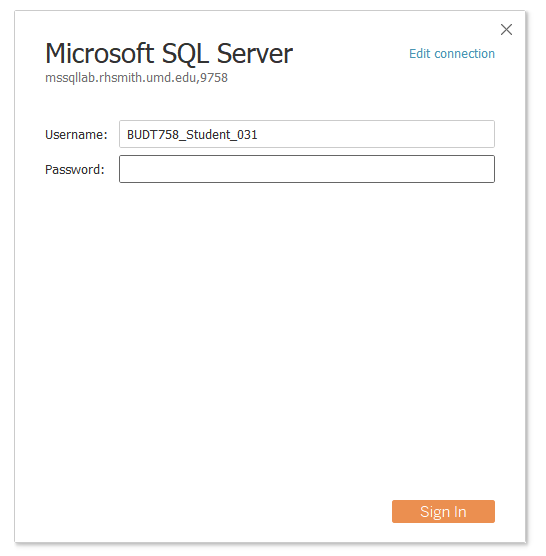 Microsoft SQL Server
Edit connection
mssqllab.rhsmith.umd.edu,9758
Username: BUDT758_Student_031
Password:
Sign In